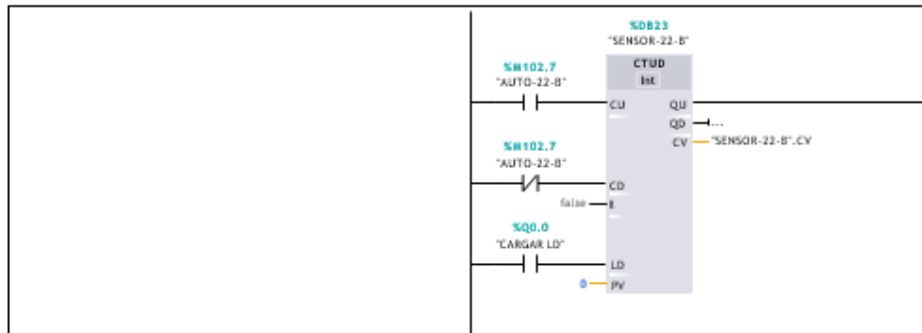 %DB23
"SENSOR-22-B"
%M102.7
"AUTO-22-B"
CTUD
Int
CU
QU
QD
...
CV
"SENSOR-22-B".CV
%M102.7
"AUTO-22-B"
CD
false
R
%Q0.0
"CARGAR LD"
LD
0
PV